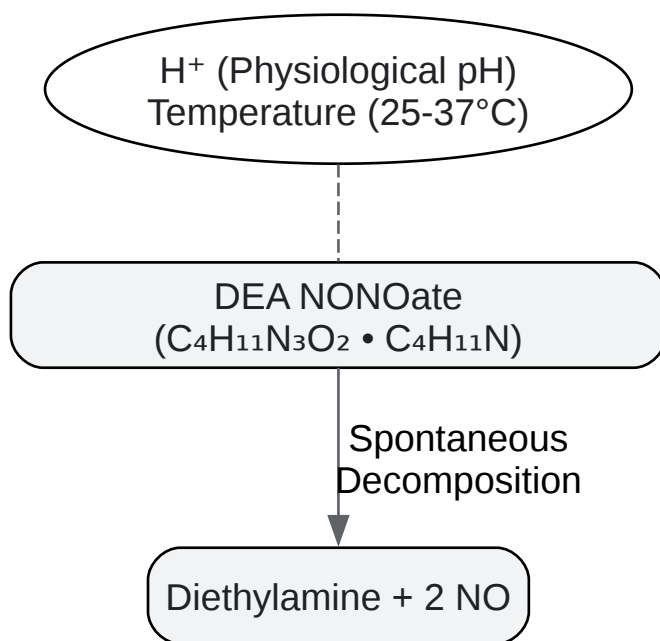 H⁺ (Physiological pH)
Temperature (25-37°C)
DEA NONOate
(C₄H₁₁N₃O₂ • C₄H₁₁N)
Spontaneous
Decomposition
Diethylamine + 2 NO